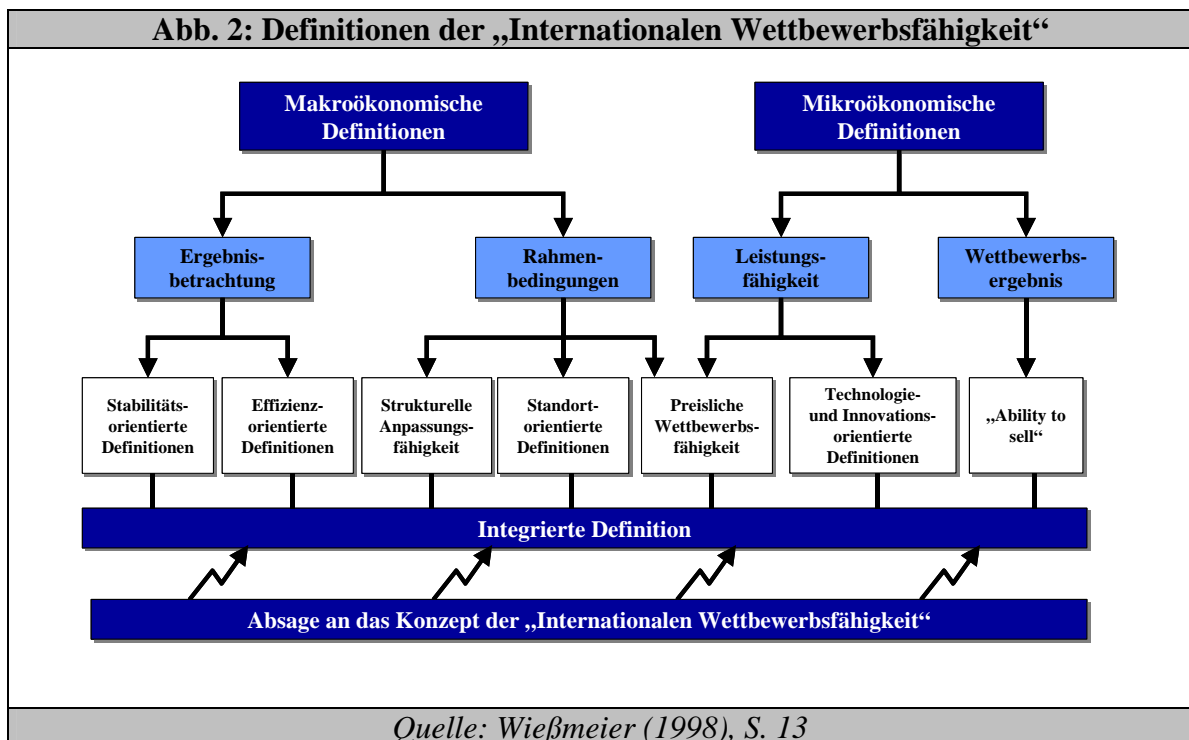 Abb. 2: Definitionen der „Internationalen Wettbewerbsfähigkeit“
Makroökonomische
Definitionen
Mikroökonomische
Definitionen
Ergebnis-
betrachtung
Rahmen-
bedingungen
Leistungs-
fähigkeit
Wettbewerbs-
ergebnis
Stabilitäts-
orientierte
Definitionen
Effizienz-
orientierte
Definitionen
Strukturelle
Anpassungs-
fähigkeit
Standort-
orientierte
Definitionen
Preisliche
Wettbewerbs-
fähigkeit
Technologie-
und Innovations-
orientierte
Definitionen
„Ability to
sell“
Integrierte Definition
Absage an das Konzept der „Internationalen Wettbewerbsfähigkeit“
Quelle: Wießmeier (1998), S. 13